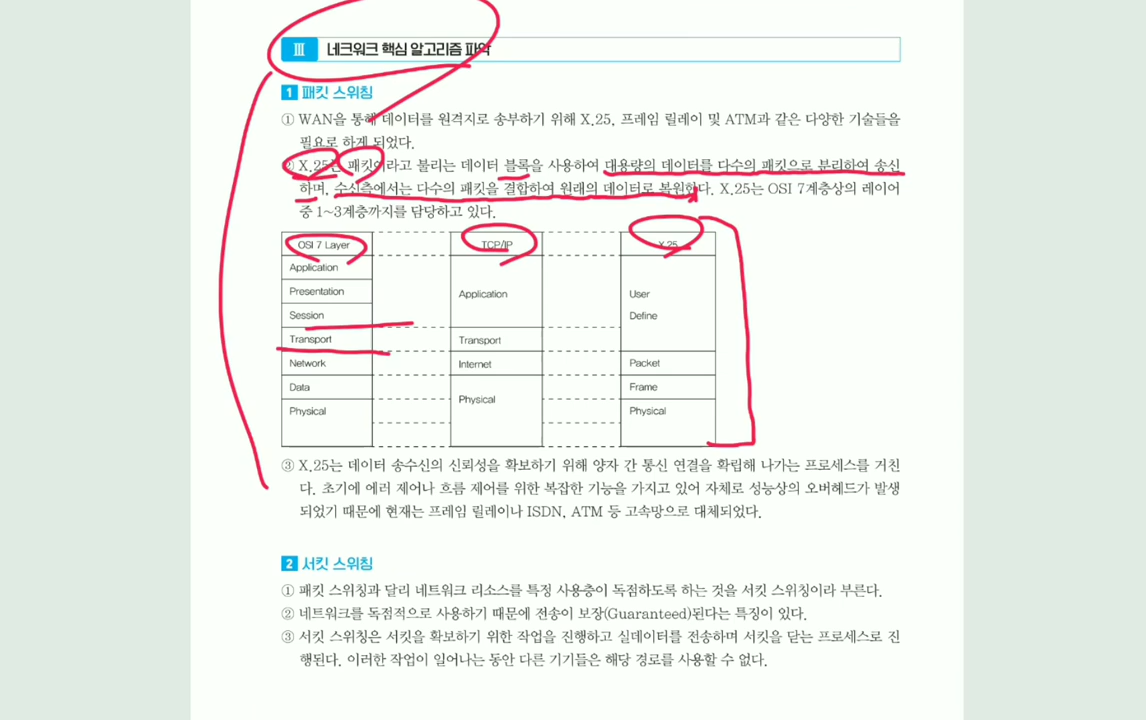 Ⅲ 네크워크 핵심 알고리즘 파악
1 패킷 스위칭
① WAN을 통해 데이터를 원격지로 송부하기 위해 X.25, 프레임 릴레이 및 ATM과 같은 다양한 기술들을
필요로 하게 되었다.
② X.25는 패킷이라고 불리는 데이터 블록을 사용하여 대용량의 데이터를 다수의 패킷으로 분리하여 송신
하며, 수신측에서는 다수의 패킷을 결합하여 원래의 데이터로 복원한다. X.25는 OSI 7계층상의 레이어
중 1~3계층까지를 담당하고 있다.
OSI 7 Layer TCP/IP X.25
Application
Presentation Application User
Session Define
Transport Transport
Network Internet Packet
Data Frame
Physical Physical Physical
③ X.25는 데이터 송수신의 신뢰성을 확보하기 위해 양자 간 통신 연결을 확립해 나가는 프로세스를 거친
다. 초기에 에러 제어나 흐름 제어를 위한 복잡한 기능을 가지고 있어 자체로 성능상의 오버헤드가 발생
되었기 때문에 현재는 프레임 릴레이나 ISDN, ATM 등 고속망으로 대체되었다.
2 서킷 스위칭
① 패킷 스위칭과 달리 네트워크 리소스를 특정 사용층이 독점하도록 하는 것을 서킷 스위칭이라 부른다.
② 네트워크를 독점적으로 사용하기 때문에 전송이 보장(Guaranteed)된다는 특징이 있다.
③ 서킷 스위칭은 서킷을 확보하기 위한 작업을 진행하고 실데이터를 전송하며 서킷을 닫는 프로세스로 진
행된다. 이러한 작업이 일어나는 동안 다른 기기들은 해당 경로를 사용할 수 없다.